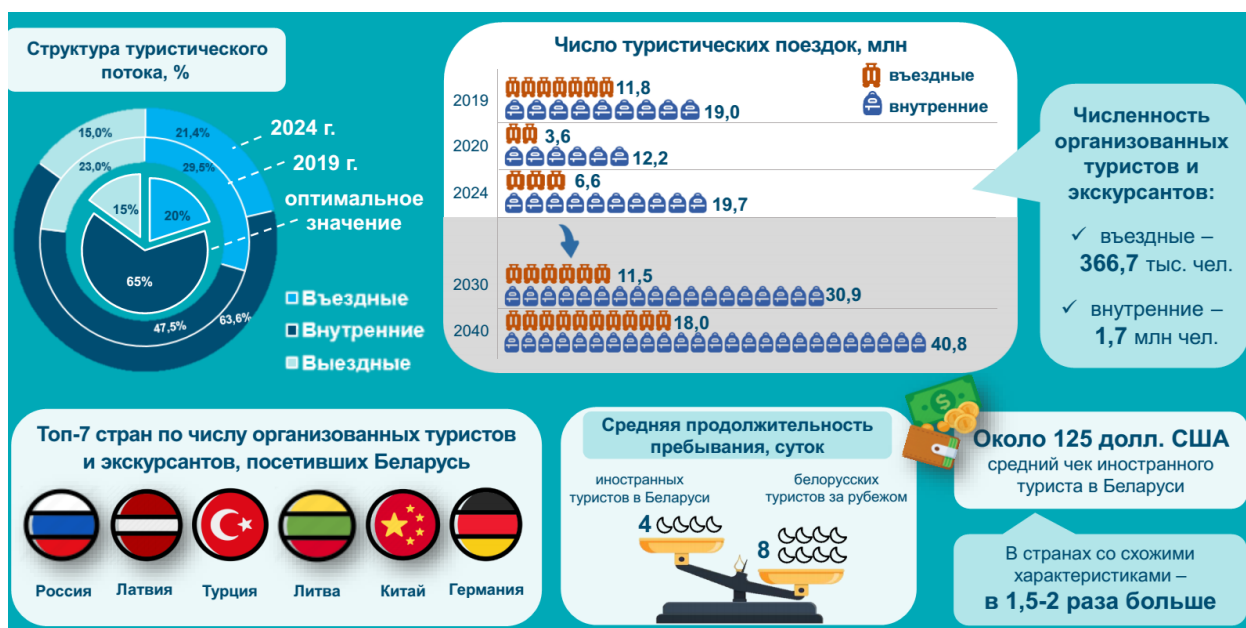 Структура туристического
потока, %
15,0%
21,4%
23,0%
29,5%
15%
20%
65%
47,5%
63,6%
2024 г.
2019 г.
оптимальное
значение
Въездные
Внутренние
Выездные
Число туристических поездок, млн
въездные
внутренние
2019
11,8
19,0
2020
3,6
12,2
2024
6,6
19,7
2030
11,5
30,9
2040
18,0
40,8
Численность
организованных
туристов и
экскурсантов:
✓ въездные –
366,7 тыс. чел.
✓ внутренние –
1,7 млн чел.
Топ-7 стран по числу организованных туристов
и экскурсантов, посетивших Беларусь
Россия
Латвия
Турция
Литва
Китай
Германия
Средняя продолжительность
пребывания, суток
иностранных
туристов в Беларуси
4
белорусских
туристов за рубежом
8
$
Около 125 долл. США
средний чек иностранного
туриста в Беларуси
В странах со схожими
характеристиками –
в 1,5-2 раза больше